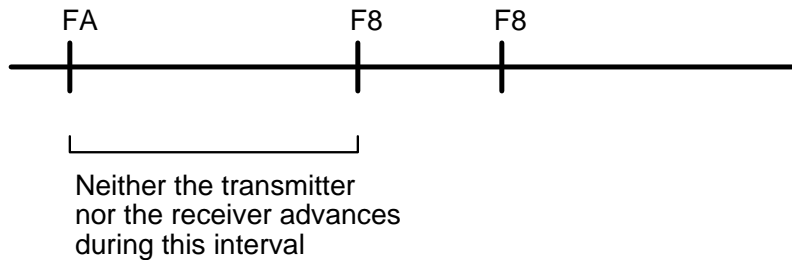 FA F8 F8
Neither the transmitter
nor the receiver advances
during this interval